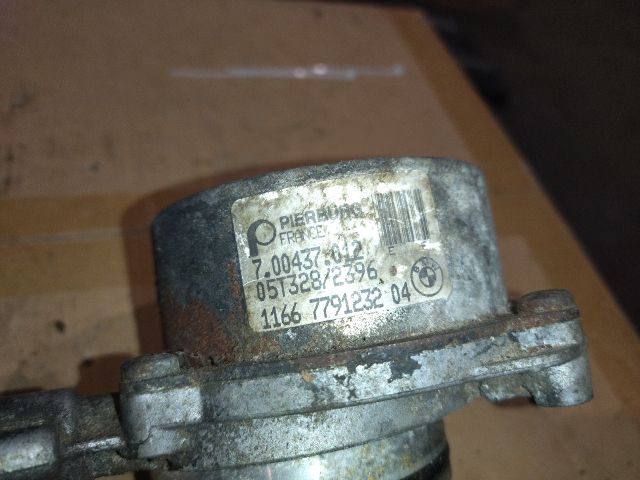 PIERBURG
FRANCE
7.00437.012
05T328/2396
1166 7791232 04